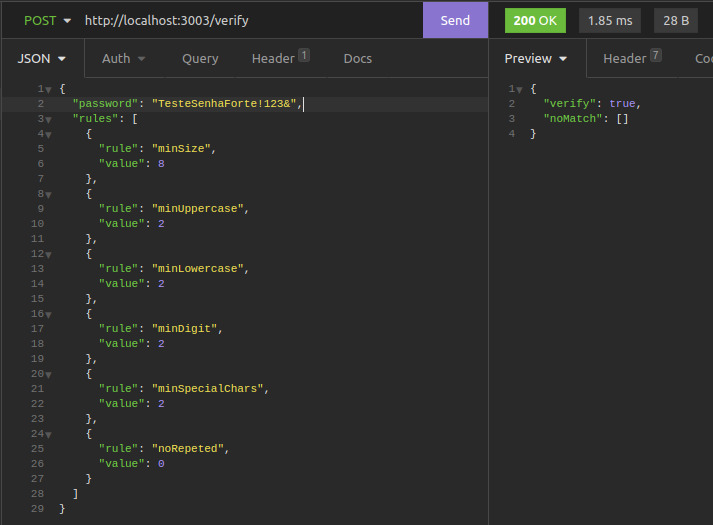 POST http://localhost:3003/verify Send 200 OK 1.85 ms 28 B
JSON Auth Query Header 1 Docs Preview Header 7 Coo
1 {
2 "password": "TesteSenhaForte!123&",
3 "rules": [
4 {
5 "rule": "minSize",
6 "value": 8
7 },
8 {
9 "rule": "minUppercase",
10 "value": 2
11 },
12 {
13 "rule": "minLowercase",
14 "value": 2
15 },
16 {
17 "rule": "minDigit",
18 "value": 2
19 },
20 {
21 "rule": "minSpecialChars",
22 "value": 2
23 },
24 {
25 "rule": "noRepeted",
26 "value": 0
27 }
28 ]
29 }
1 {
2 "verify": true,
3 "noMatch": []
4 }